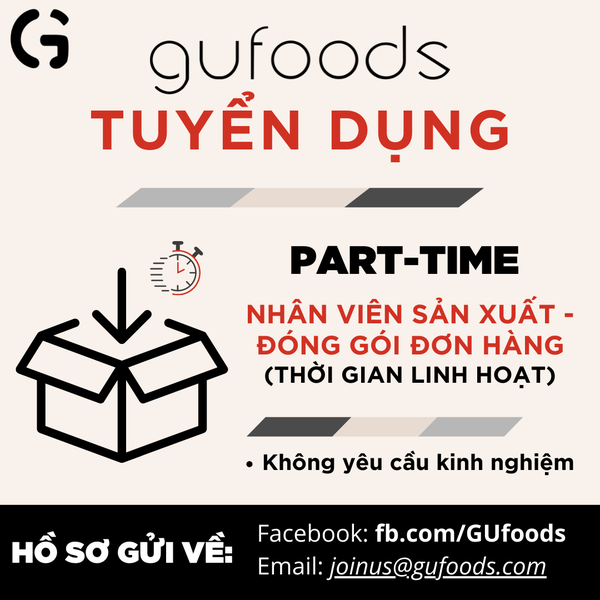 gufoods
TUYỂN DỤNG
PART-TIME
NHÂN VIÊN SẢN XUẤT -
ĐÓNG GÓI ĐƠN HÀNG
(THỜI GIAN LINH HOẠT)
• Không yêu cầu kinh nghiệm
HỒ SƠ GỬI VỀ:
Facebook: fb.com/GUfoods
Email: joinus@gufoods.com